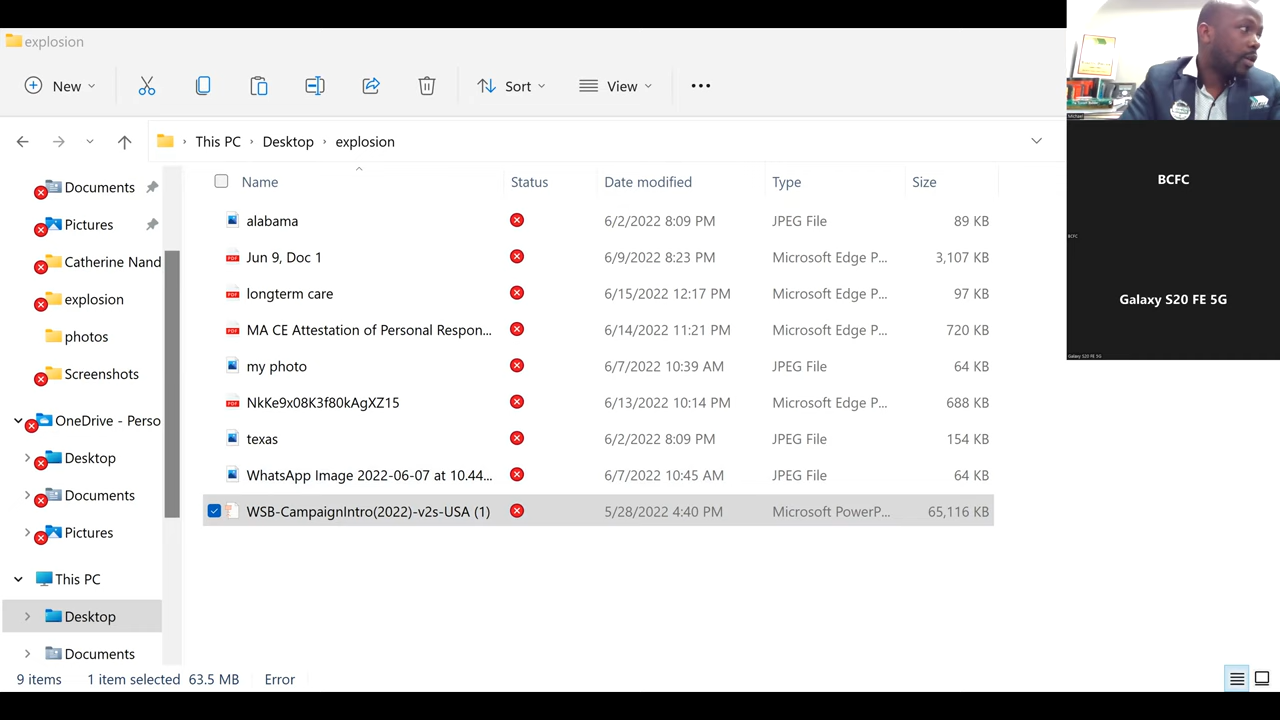 explosion
New
Sort
View
This PC
Desktop
explosion
Name
Status
Date modified
Type
Size
Documents
Pictures
Catherine Nand
explosion
photos
Screenshots
OneDrive - Perso
Desktop
Documents
Pictures
This PC
Desktop
Documents
alabama 6/2/2022 8:09 PM JPEG File 89 KB
Jun 9, Doc 1 6/9/2022 8:23 PM Microsoft Edge P... 3,107 KB
longterm care 6/15/2022 12:17 PM Microsoft Edge P... 97 KB
MA CE Attestation of Personal Respon... 6/14/2022 11:21 PM Microsoft Edge P... 720 KB
my photo 6/7/2022 10:39 AM JPEG File 64 KB
NkKe9x08K3f80kAgXZ15 6/13/2022 10:14 PM Microsoft Edge P... 688 KB
texas 6/2/2022 8:09 PM JPEG File 154 KB
WhatsApp Image 2022-06-07 at 10.44... 6/7/2022 10:45 AM JPEG File 64 KB
WSB-CampaignIntro(2022)-v2s-USA (1) 5/28/2022 4:40 PM Microsoft PowerP... 65,116 KB
9 items 1 item selected 63.5 MB Error
Michael
BCFC
BCFC
Galaxy S20 FE 5G
Galaxy S20 FE 5G